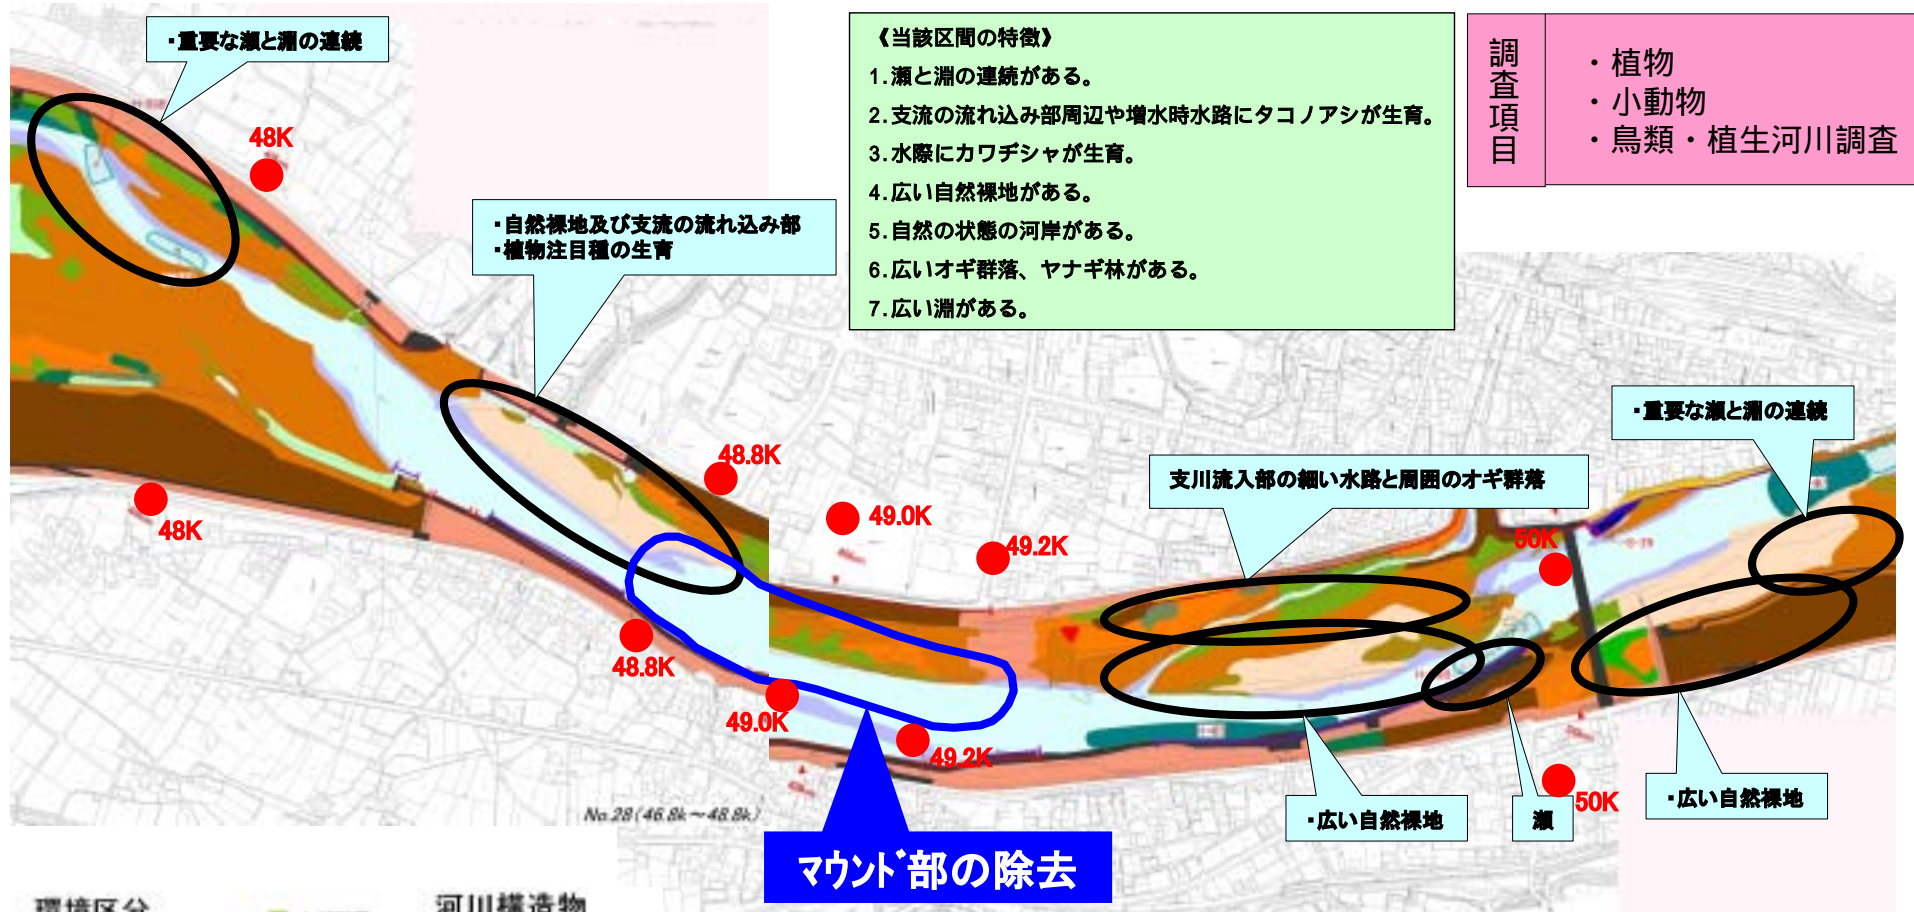 ・重要な瀬と淵の連続
《当該区間の特徴》
1.瀬と淵の連続がある。
2.支流の流れ込み部周辺や増水時水路にタコノアシが生育。
3.水際にカワヂシャが生育。
4.広い自然裸地がある。
5.自然の状態の河岸がある。
6.広いオギ群落、ヤナギ林がある。
7.広い淵がある。
調査項目
・植物
・小動物
・鳥類・植生河川調査
48K
・自然裸地及び支流の流れ込み部
・植物注目種の生育
・重要な瀬と淵の連続
48.8K
支川流入部の細い水路と周囲のオギ群落
48K
49.0K
49.2K
50K
48.8K
49.0K
49.2K
・広い自然裸地
瀬
50K
・広い自然裸地
No.28(46.8k～48.8k)
マウンド部の除去
環境区分
河川構造物